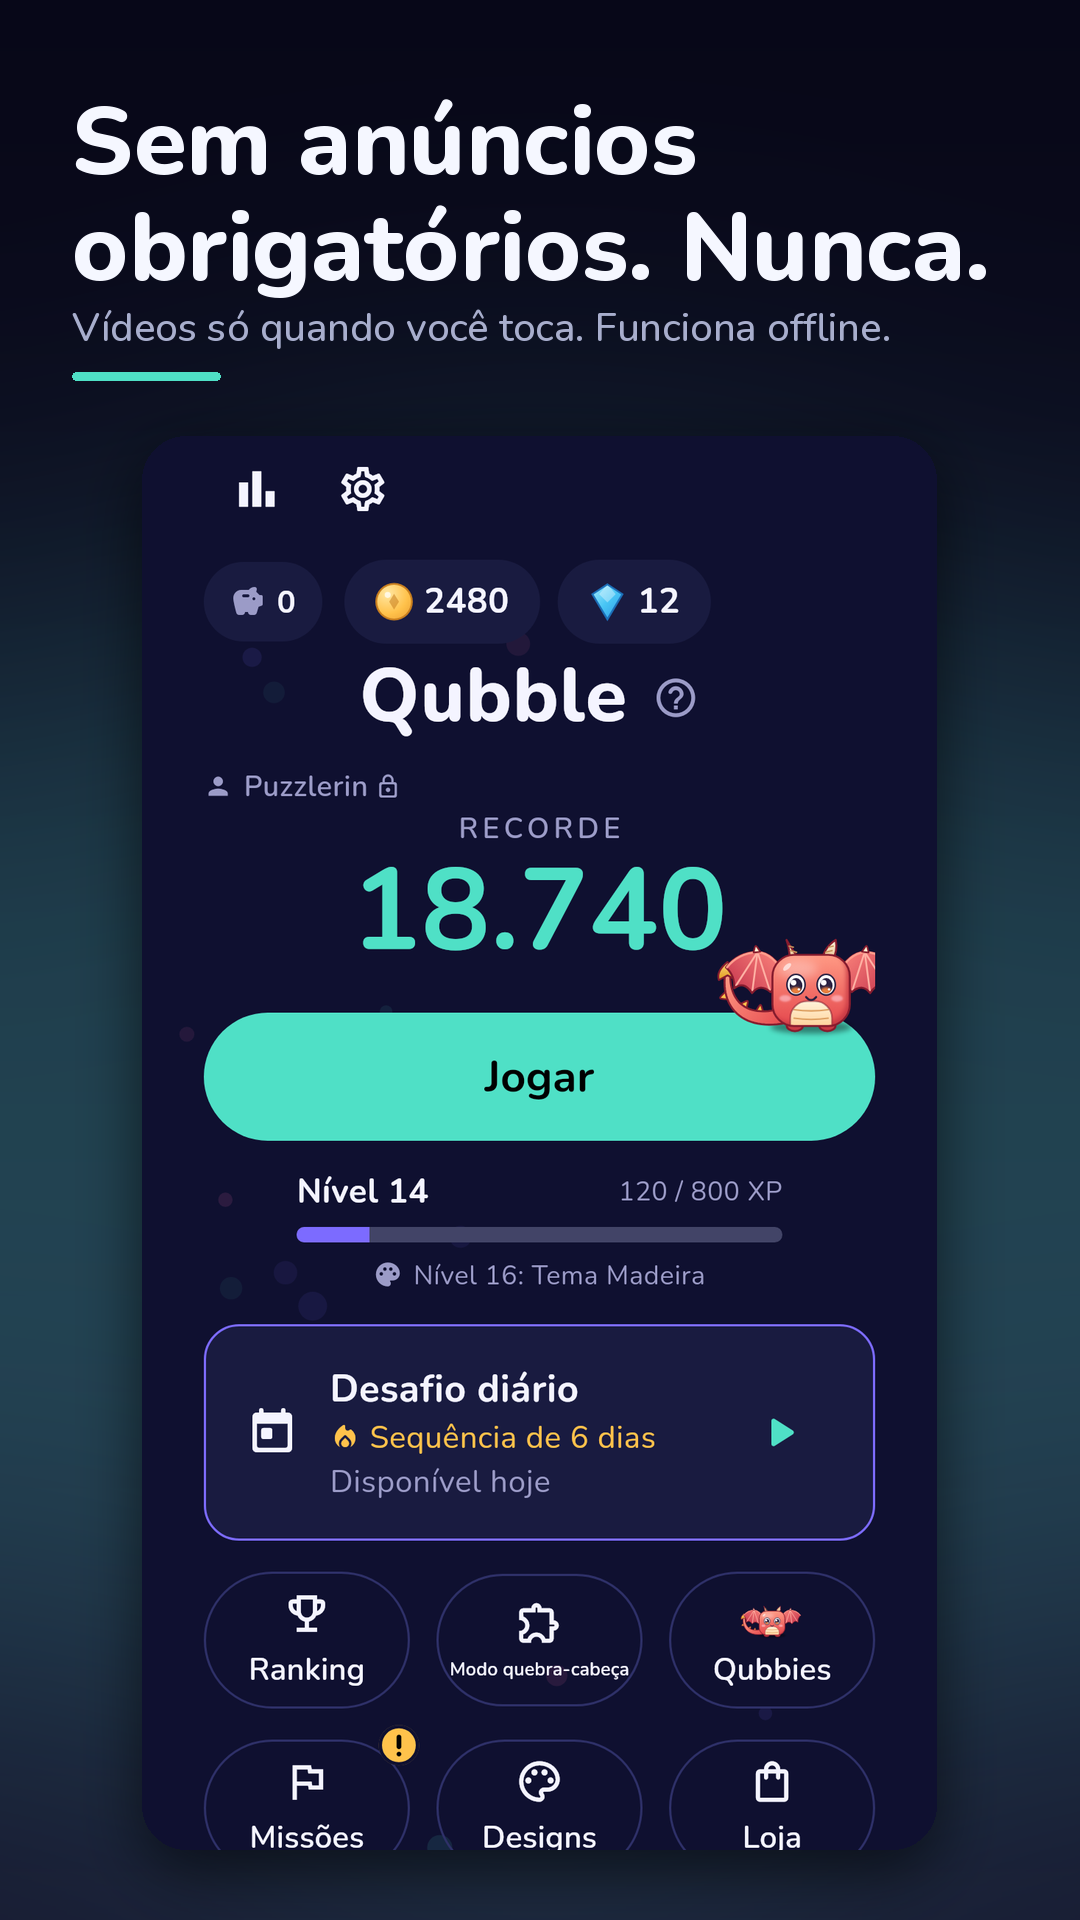 Sem anúncios
obrigatórios. Nunca.
Vídeos só quando você toca. Funciona offline.
0
2480
12
Qubble
Puzzlerin
RECORDE
18.740
Jogar
Nível 14
120 / 800 XP
Nível 16: Tema Madeira
Desafio diário
Sequência de 6 dias
Disponível hoje
Ranking
Modo quebra-cabeça
Qubbies
Missões
Designs
Loja